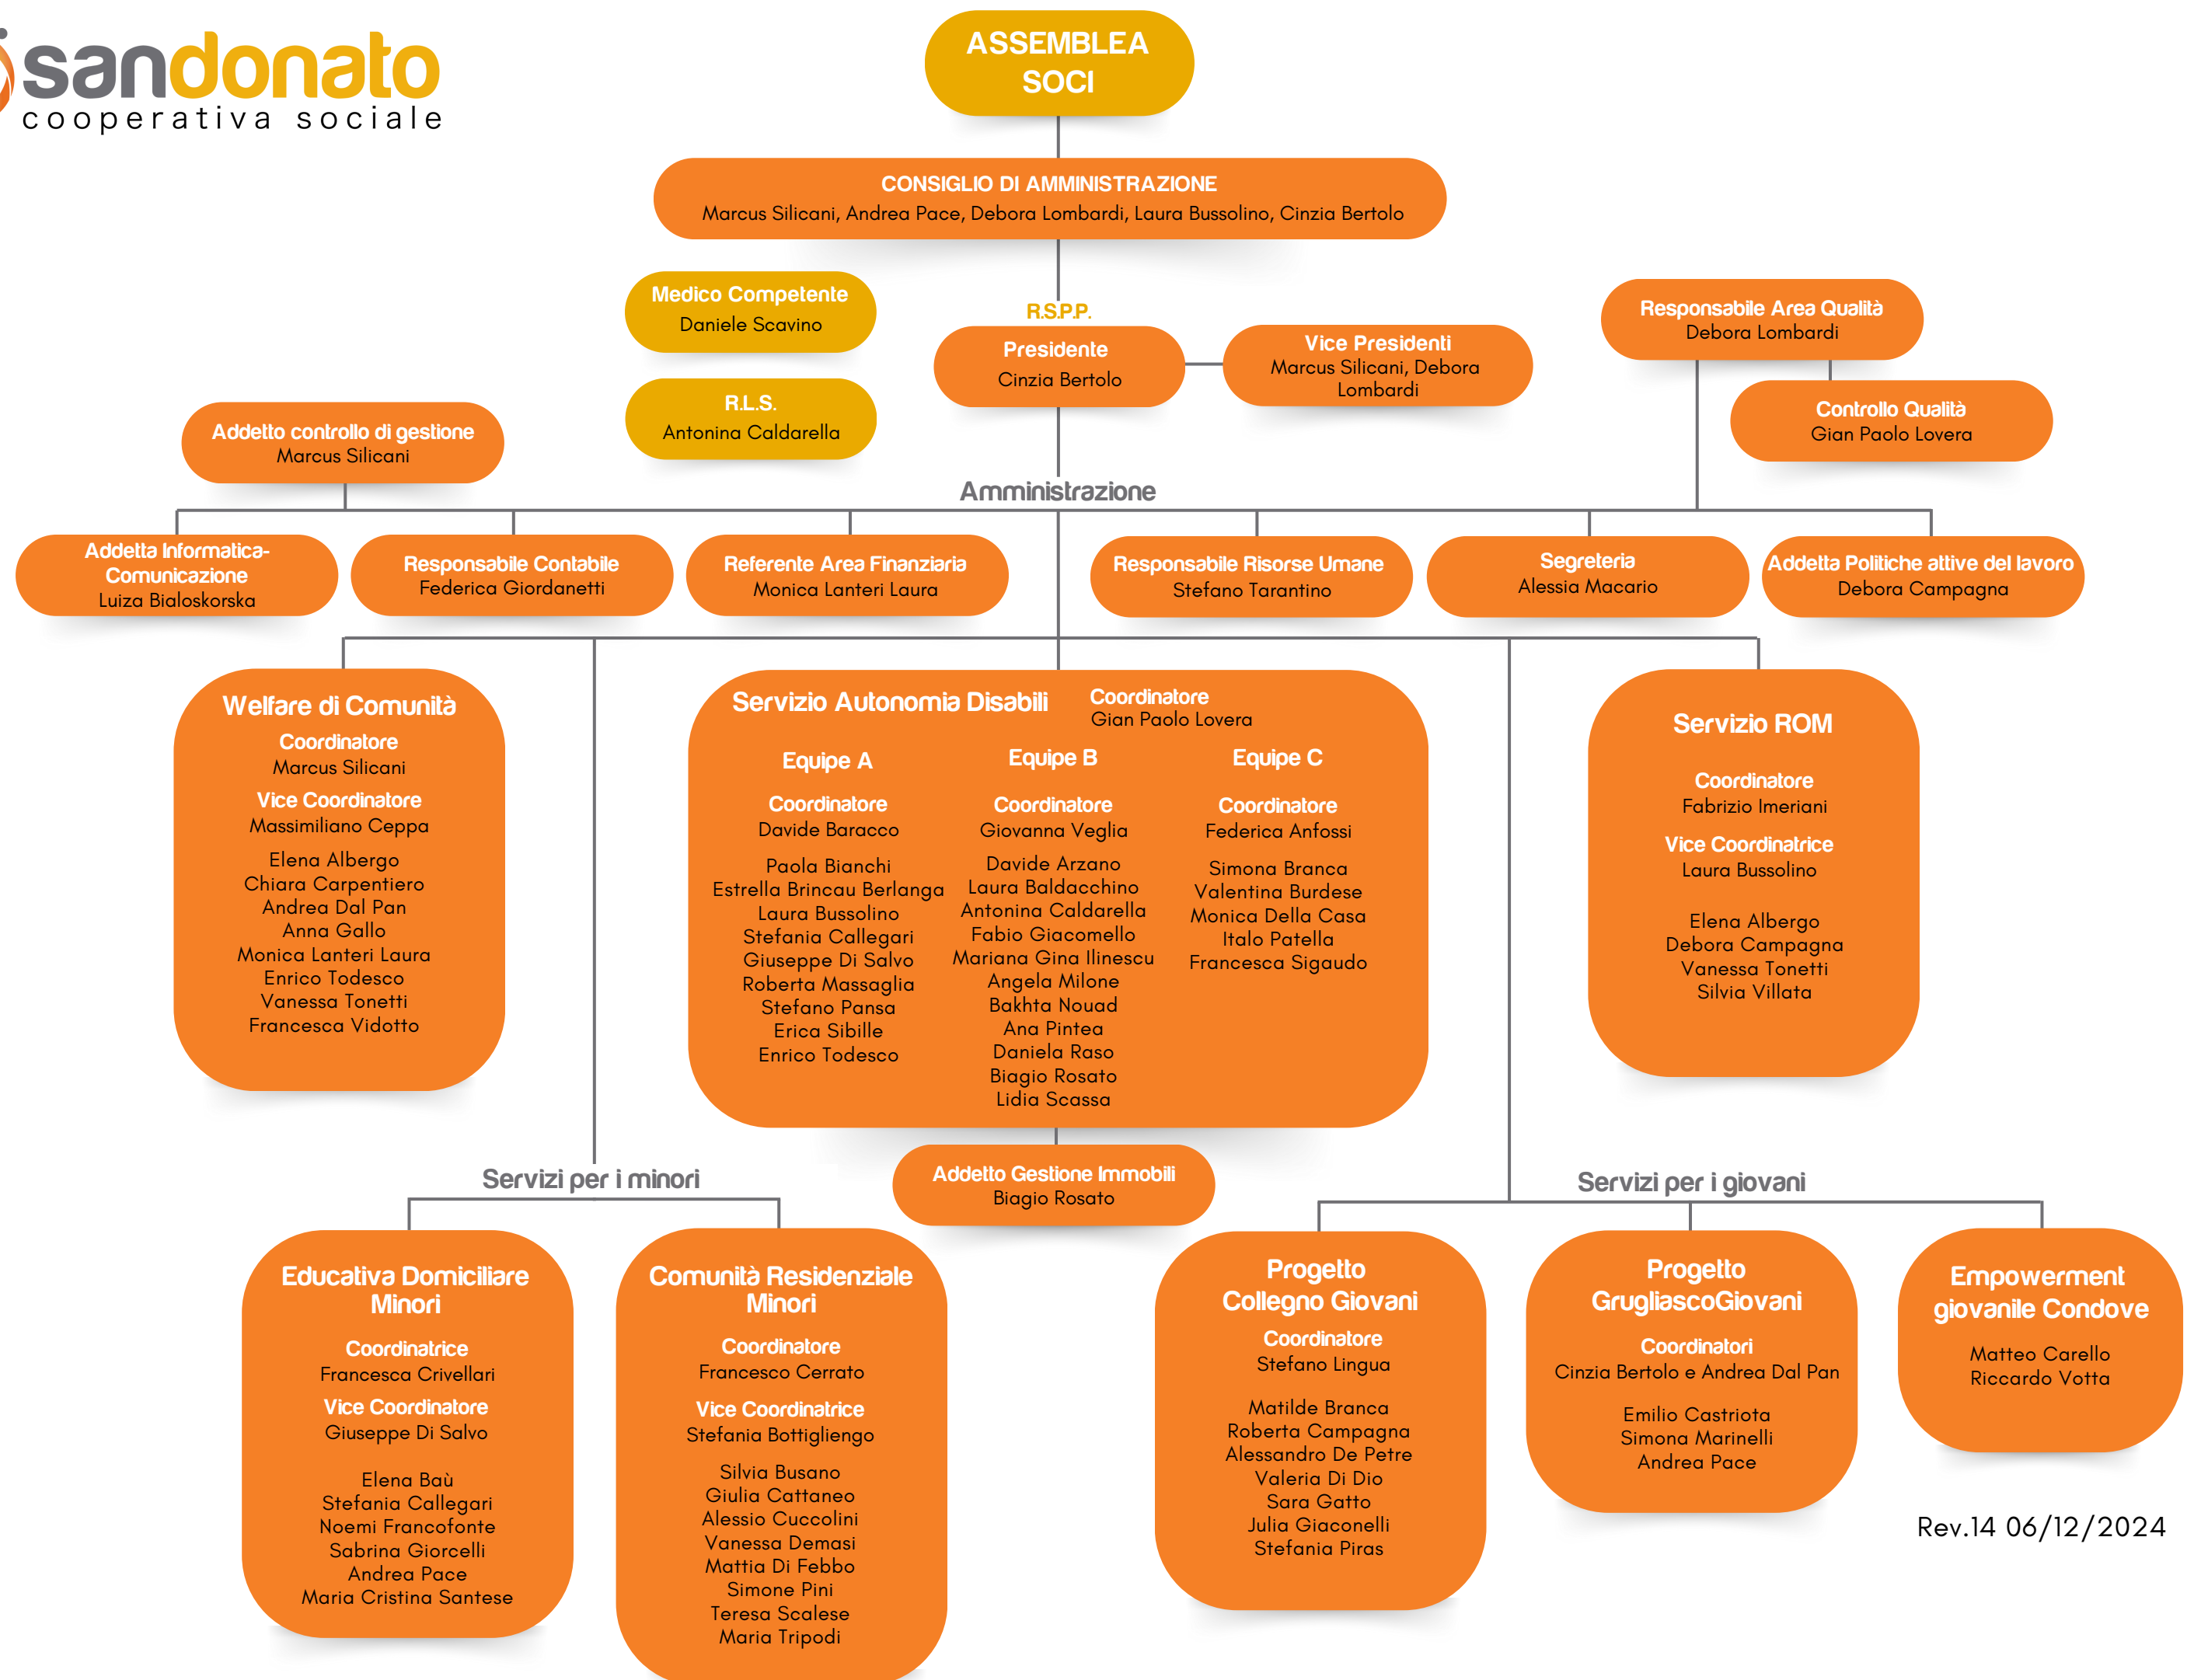 sandonato
cooperativa sociale
ASSEMBLEA
SOCI
CONSIGLIO DI AMMINISTRAZIONE
Marcus Silicani, Andrea Pace, Debora Lombardi, Laura Bussolino, Cinzia Bertolo
Medico Competente
Daniele Scavino
R.L.S.
Antonina Caldarella
R.S.P.P.
Presidente
Cinzia Bertolo
Vice Presidenti
Marcus Silicani, Debora
Lombardi
Responsabile Area Qualità
Debora Lombardi
Controllo Qualità
Gian Paolo Lovera
Addetto controllo di gestione
Marcus Silicani
Amministrazione
Addetta Informatica-
Comunicazione
Luiza Bialoskorska
Responsabile Contabile
Federica Giordanetti
Referente Area Finanziaria
Monica Lanteri Laura
Responsabile Risorse Umane
Stefano Tarantino
Segreteria
Alessia Macario
Addetta Politiche attive del lavoro
Debora Campagna
Welfare di Comunità
Coordinatore
Marcus Silicani
Vice Coordinatore
Massimiliano Ceppa
Elena Albergo
Chiara Carpentiero
Andrea Dal Pan
Anna Gallo
Monica Lanteri Laura
Enrico Todesco
Vanessa Tonetti
Francesca Vidotto
Servizio Autonomia Disabili
Coordinatore
Gian Paolo Lovera
Equipe A
Coordinatore
Davide Baracco
Paola Bianchi
Estrella Brincau Berlanga
Laura Bussolino
Stefania Callegari
Giuseppe Di Salvo
Roberta Massaglia
Stefano Pansa
Erica Sibille
Enrico Todesco
Equipe B
Coordinatore
Giovanna Veglia
Davide Arzano
Laura Baldacchino
Antonina Caldarella
Fabio Giacomello
Mariana Gina Ilinescu
Angela Milone
Bakhta Nouad
Ana Pintea
Daniela Raso
Biagio Rosato
Lidia Scassa
Equipe C
Coordinatore
Federica Anfossi
Simona Branca
Valentina Burdese
Monica Della Casa
Italo Patella
Francesca Sigaudo
Servizio ROM
Coordinatore
Fabrizio Imeriani
Vice Coordinatrice
Laura Bussolino
Elena Albergo
Debora Campagna
Vanessa Tonetti
Silvia Villata
Addetto Gestione Immobili
Biagio Rosato
Servizi per i minori
Educativa Domiciliare
Minori
Coordinatrice
Francesca Crivellari
Vice Coordinatore
Giuseppe Di Salvo
Elena Baù
Stefania Callegari
Noemi Francofonte
Sabrina Giorcelli
Andrea Pace
Maria Cristina Santese
Comunità Residenziale
Minori
Coordinatore
Francesco Cerrato
Vice Coordinatrice
Stefania Bottigliengo
Silvia Busano
Giulia Cattaneo
Alessio Cuccolini
Vanessa Demasi
Mattia Di Febbo
Simone Pini
Teresa Scalese
Maria Tripodi
Servizi per i giovani
Progetto
Collegno Giovani
Coordinatore
Stefano Lingua
Matilde Branca
Roberta Campagna
Alessandro De Petre
Valeria Di Dio
Sara Gatto
Julia Giaconelli
Stefania Piras
Progetto
GrugliascoGiovani
Coordinatori
Cinzia Bertolo e Andrea Dal Pan
Emilio Castriota
Simona Marinelli
Andrea Pace
Empowerment
giovanile Condove
Matteo Carello
Riccardo Votta
Rev.14 06/12/2024